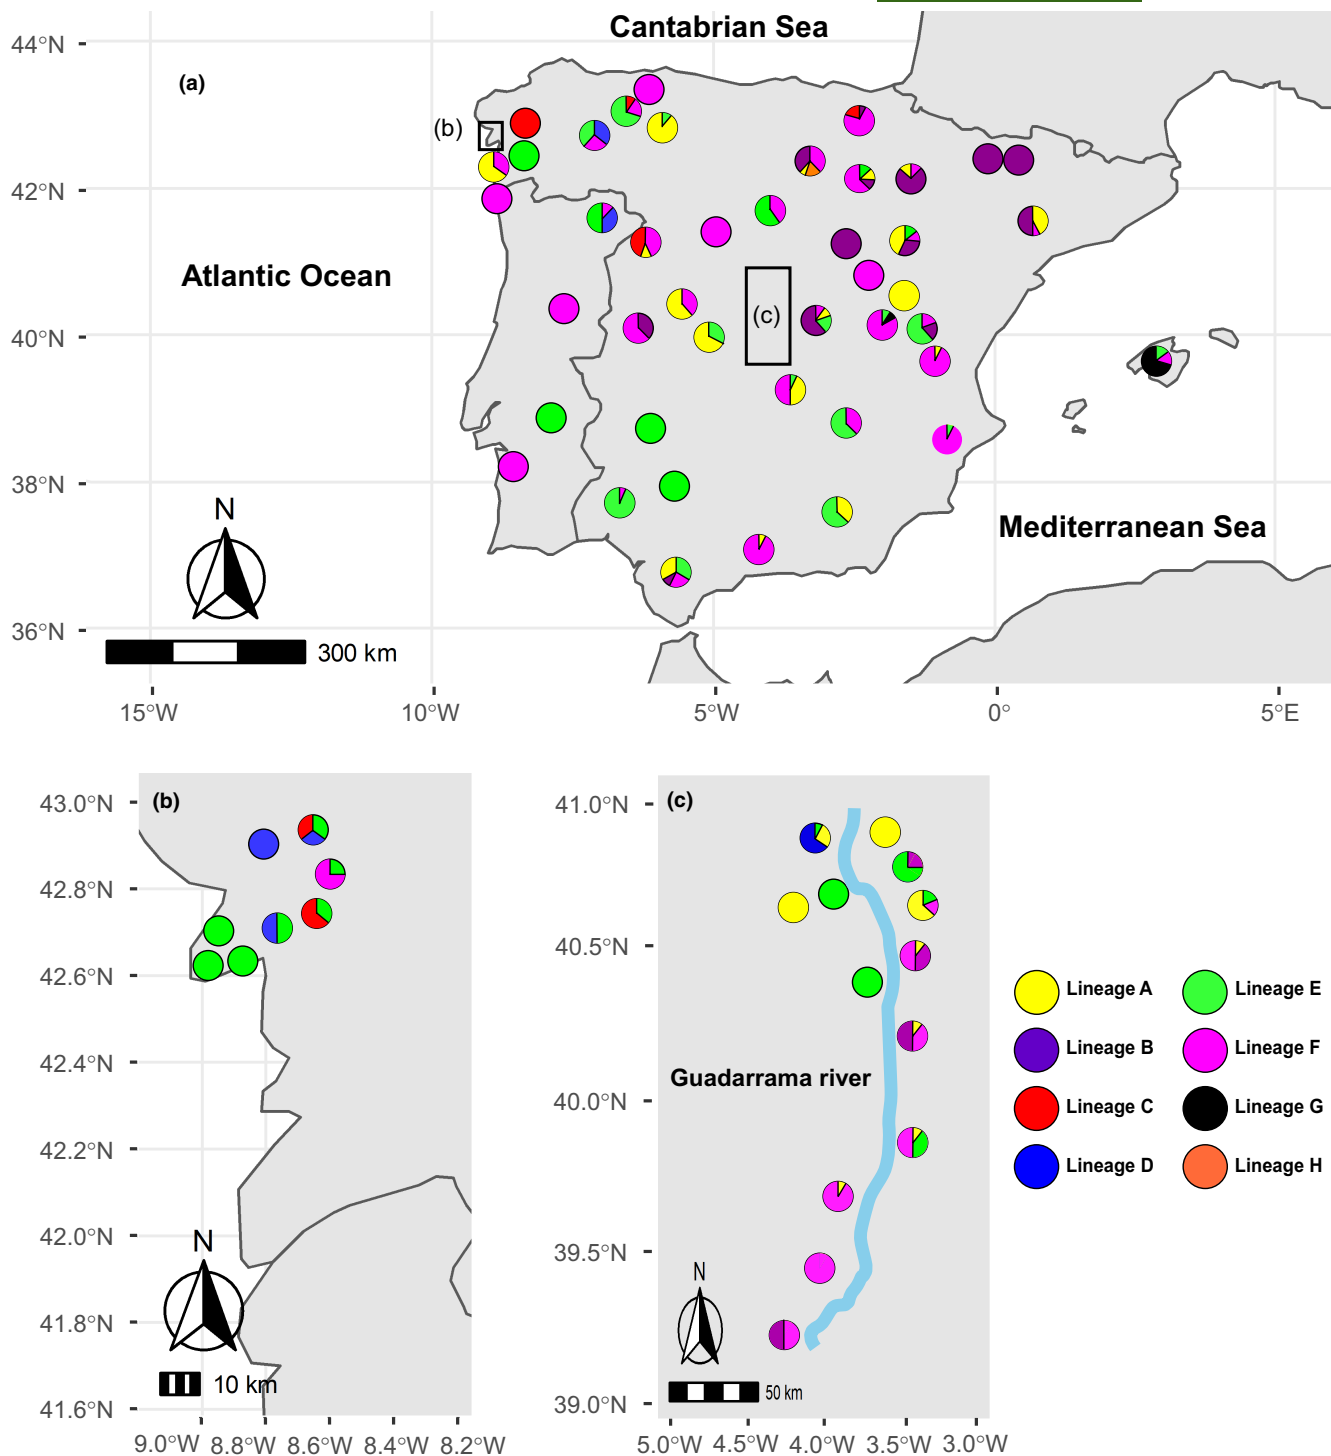 Cantabrian Sea
44°N
(a)
(b)
42°N
Atlantic Ocean
(c)
40°N
38°N
N
Mediterranean Sea
36°N
300 km
15°W
10°W
5°W
0°
5°E
43.0°N
(b)
42.8°N
42.6°N
42.4°N
42.2°N
42.0°N
N
41.8°N
10 km
41.6°N
9.0°W 8.8°W 8.6°W 8.4°W 8.2°W
41.0°N
(c)
40.5°N
Guadarrama river
40.0°N
39.5°N
N
50 km
39.0°N
5.0°W 4.5°W 4.0°W 3.5°W 3.0°W
Lineage A
Lineage E
Lineage B
Lineage F
Lineage C
Lineage G
Lineage D
Lineage H